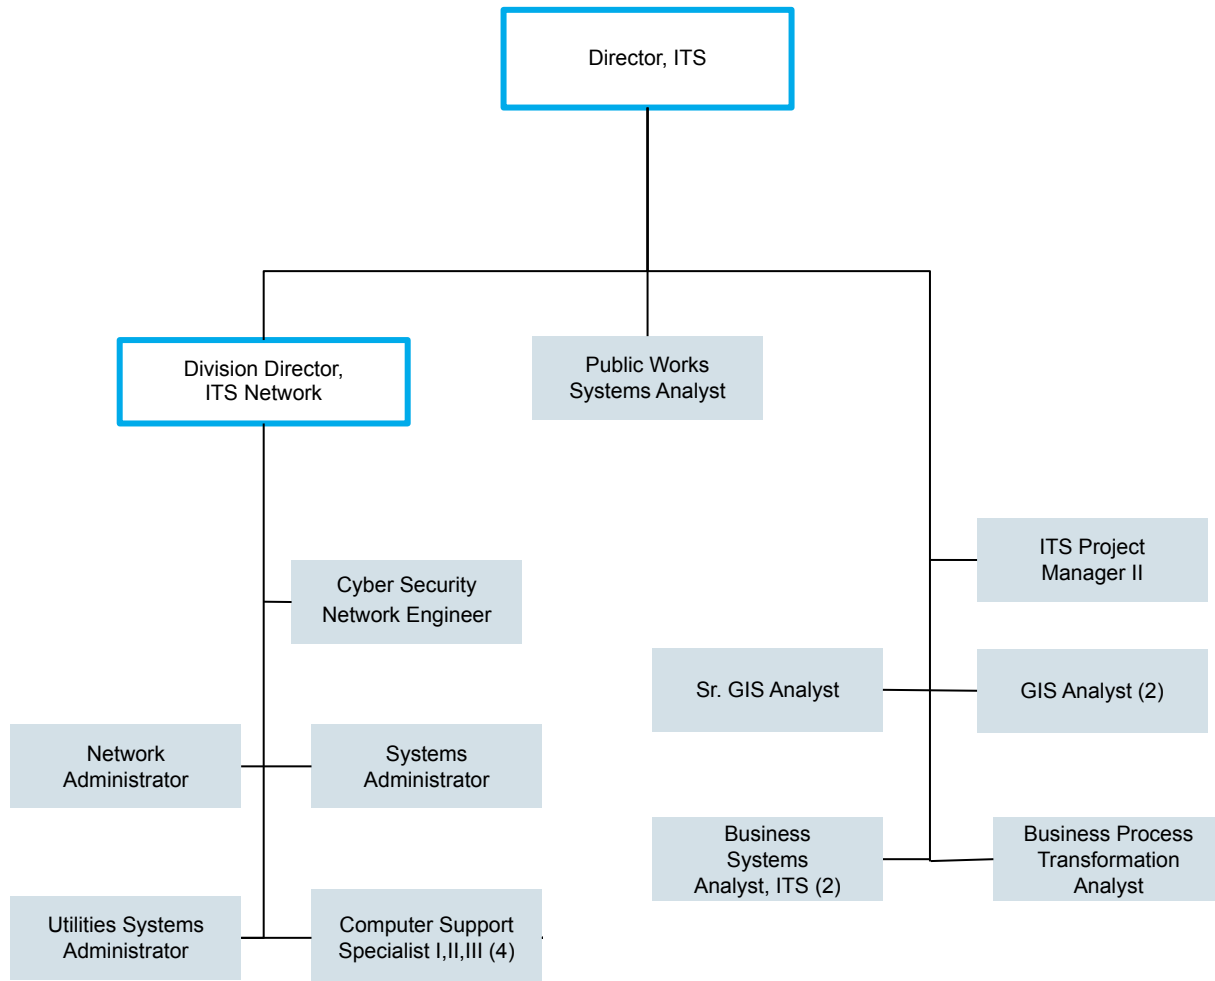 Director, ITS
Division Director,
ITS Network
Public Works
Systems Analyst
Cyber Security
Network Engineer
ITS Project
Manager II
Sr. GIS Analyst
GIS Analyst (2)
Network
Administrator
Systems
Administrator
Business
Systems
Analyst, ITS (2)
Business Process
Transformation
Analyst
Utilities Systems
Administrator
Computer Support
Specialist I,II,III (4)